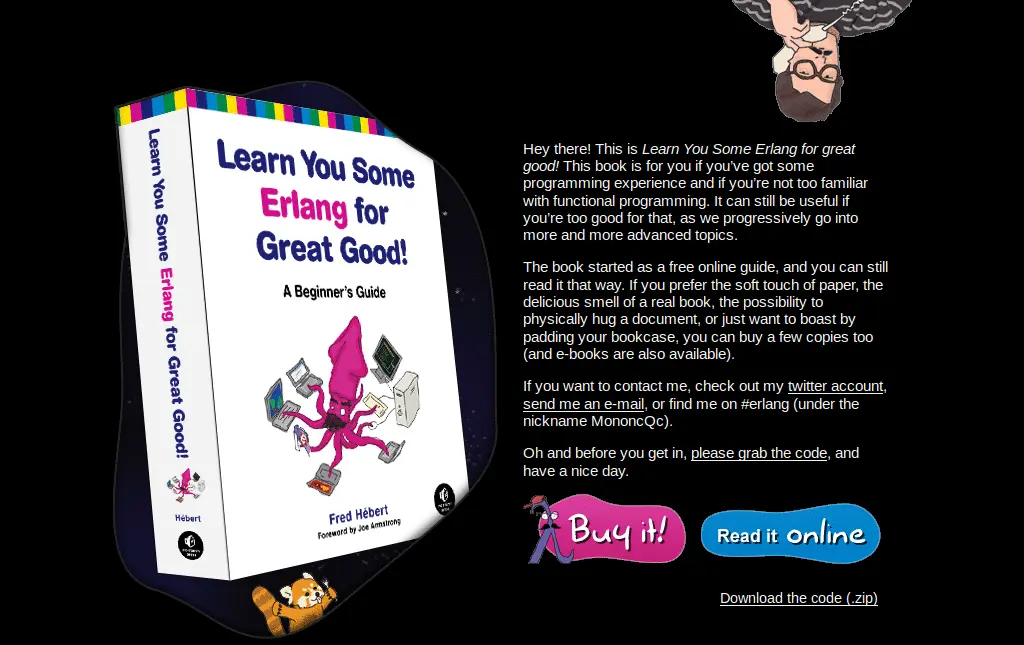 Learn You Some Erlang for Great Good!
Hébert
Learn You Some
Erlang for
Great Good!
A Beginner's Guide
Fred Hébert
Foreword by Joe Armstrong
Hey there! This is Learn You Some Erlang for great
good! This book is for you if you've got some
programming experience and if you're not too familiar
with functional programming. It can still be useful if
you're too good for that, as we progressively go into
more and more advanced topics.
The book started as a free online guide, and you can still
read it that way. If you prefer the soft touch of paper, the
delicious smell of a real book, the possibility to
physically hug a document, or just want to boast by
padding your bookcase, you can buy a few copies too
(and e-books are also available).
If you want to contact me, check out my twitter account,
send me an e-mail, or find me on #erlang (under the
nickname MononcQc).
Oh and before you get in, please grab the code, and
have a nice day.
Buy it!
Read it online
Download the code (.zip)